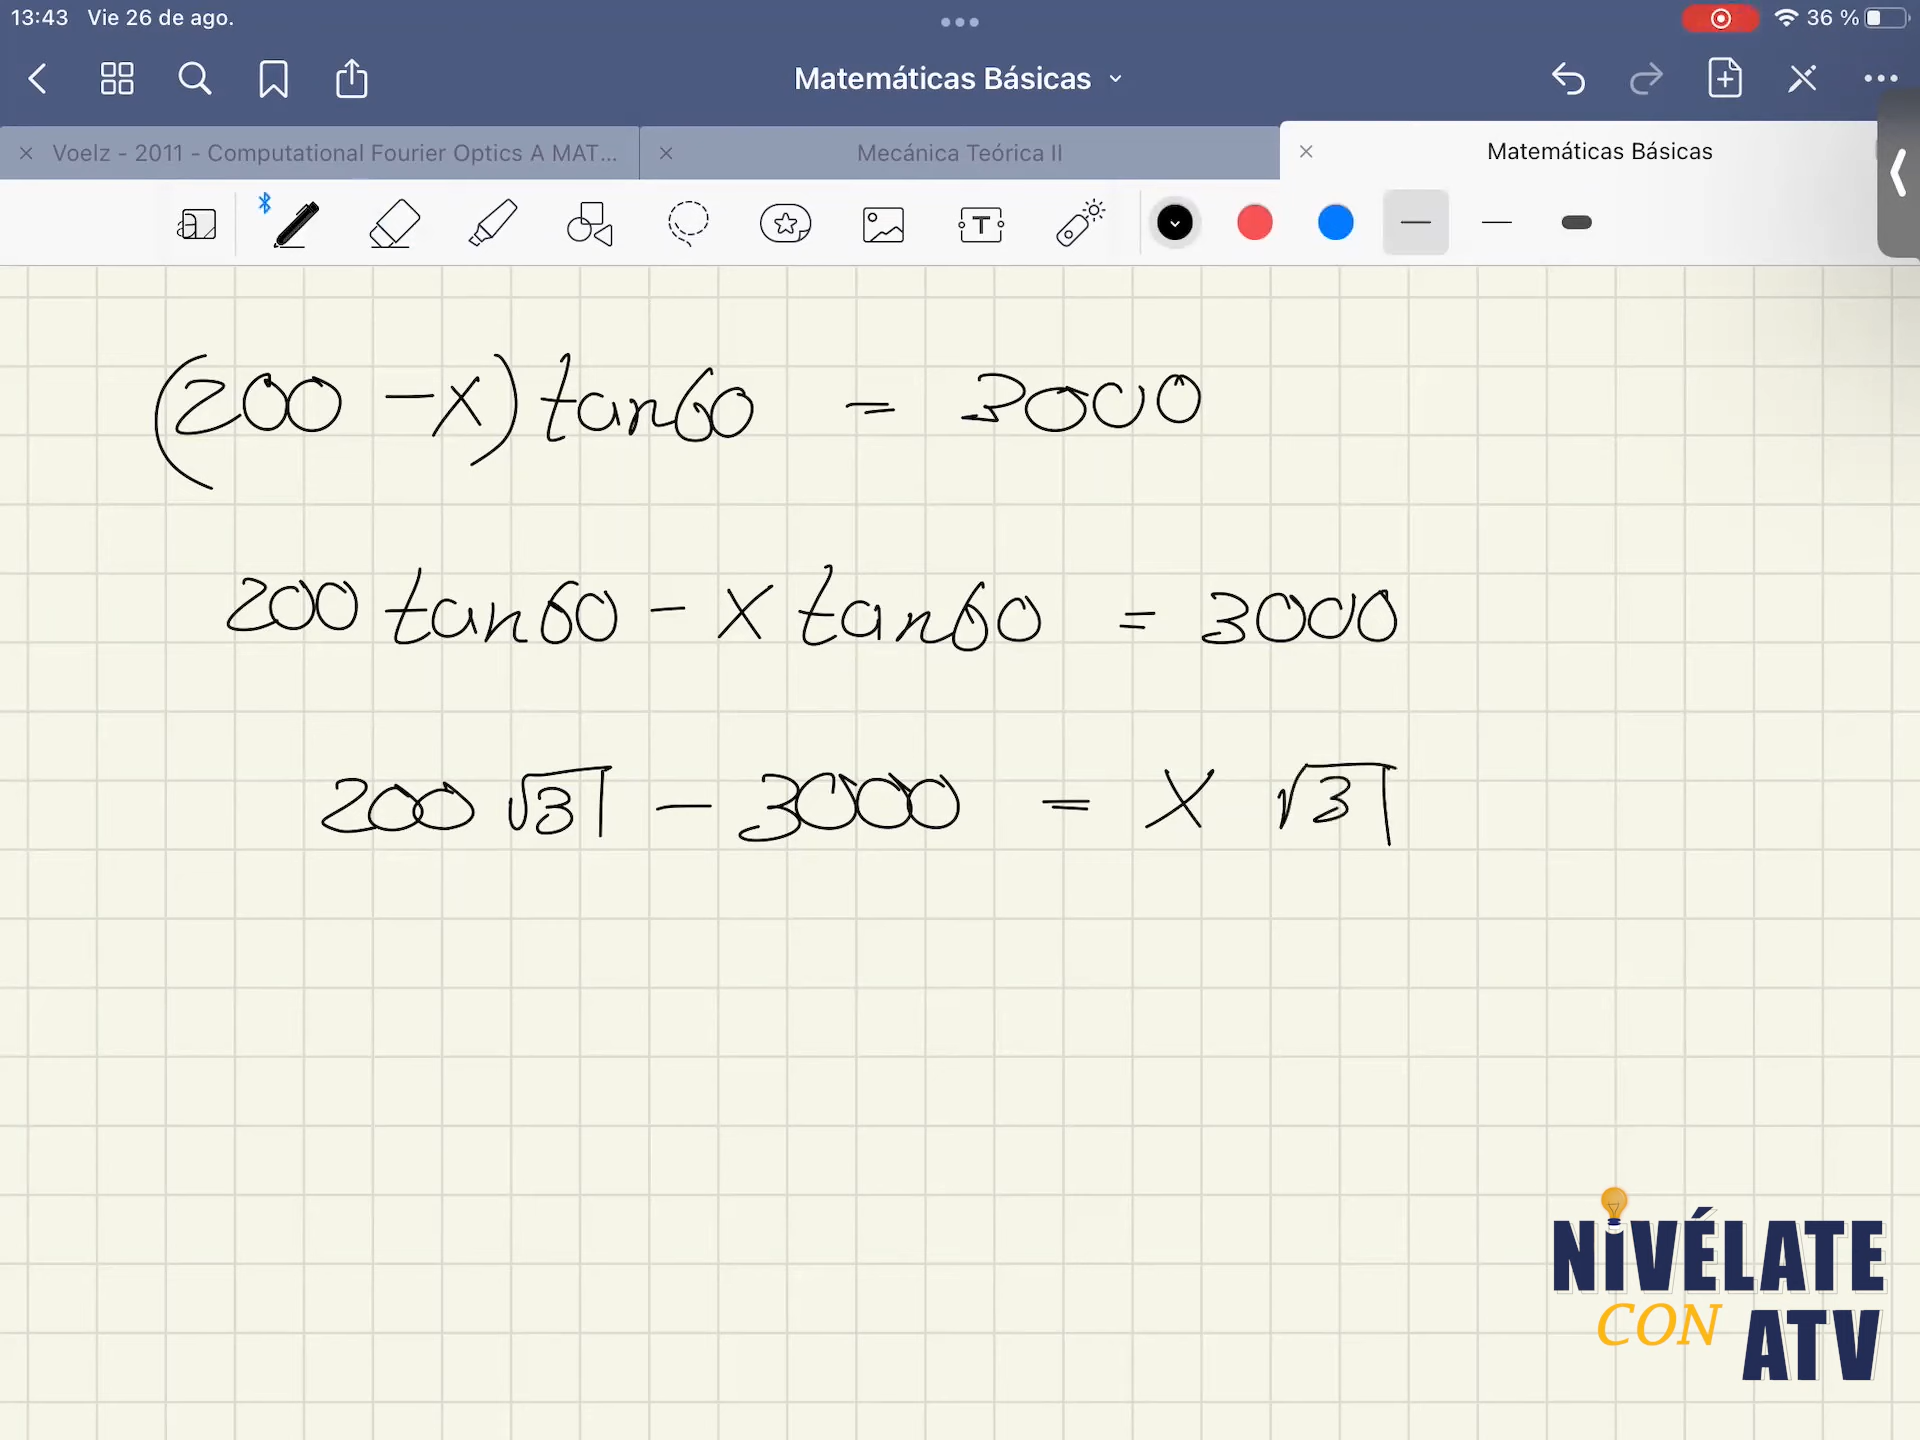 13:43 Vie 26 de ago. 36 %
Matemáticas Básicas
Voelz - 2011 - Computational Fourier Optics A MAT... Mecánica Teórica II Matemáticas Básicas
(200 - x) tan60 = 3000
200 tan60 - x tan60 = 3000
200 √3 - 3000 = x √3
NIVÉLATE
CON ATV